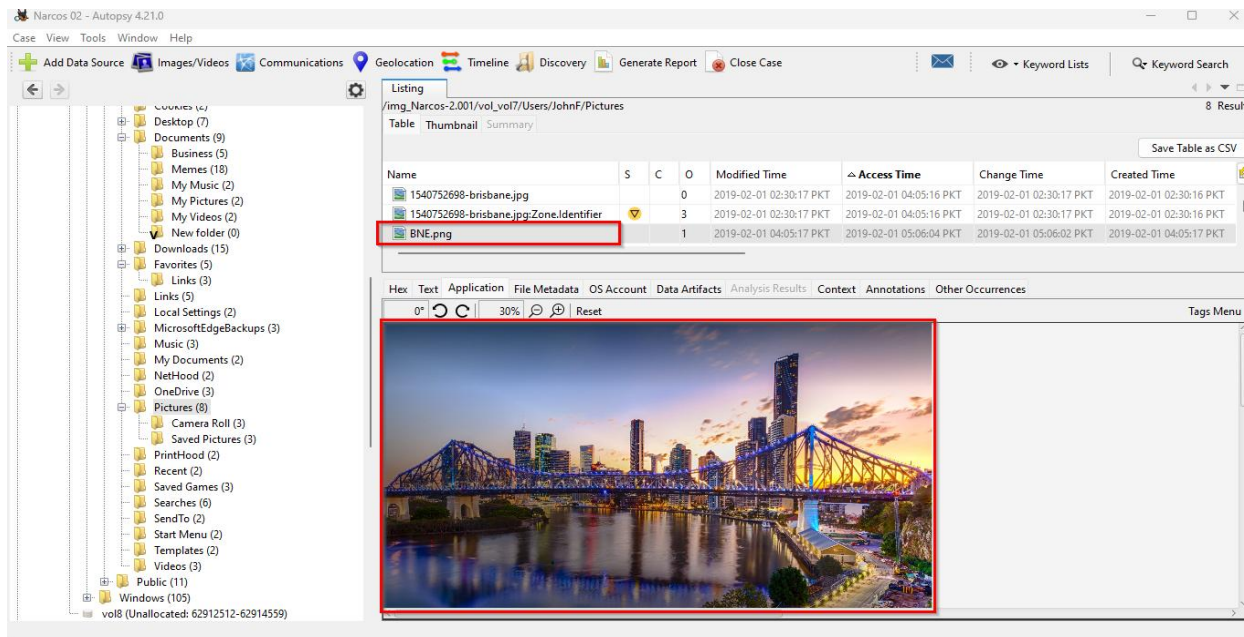 Narcos 02 - Autopsy 4.21.0
Case View Tools Window Help
Add Data Source Images/Videos Communications Geolocation Timeline Discovery Generate Report Close Case Keyword Lists Keyword Search
Listing
/img_Narcos-2.001/vol_vol7/Users/JohnF/Pictures 8 Resul
Table Thumbnail Summary
Save Table as CSV
Name S C O Modified Time Access Time Change Time Created Time
1540752698-brisbane.jpg 0 2019-02-01 02:30:17 PKT 2019-02-01 04:05:16 PKT 2019-02-01 02:30:17 PKT 2019-02-01 02:30:16 PKT
1540752698-brisbane.jpg:Zone.Identifier 3 2019-02-01 02:30:17 PKT 2019-02-01 04:05:16 PKT 2019-02-01 02:30:17 PKT 2019-02-01 02:30:16 PKT
BNE.png 1 2019-02-01 04:05:17 PKT 2019-02-01 05:06:04 PKT 2019-02-01 05:06:02 PKT 2019-02-01 04:05:17 PKT
Hex Text Application File Metadata OS Account Data Artifacts Analysis Results Context Annotations Other Occurrences
0° 30% Reset Tags Menu
Cookies (2)
Desktop (7)
Documents (9)
Business (5)
Memes (18)
My Music (2)
My Pictures (2)
My Videos (2)
New folder (0)
Downloads (15)
Favorites (5)
Links (3)
Links (5)
Local Settings (2)
MicrosoftEdgeBackups (3)
Music (3)
My Documents (2)
NetHood (2)
OneDrive (3)
Pictures (8)
Camera Roll (3)
Saved Pictures (3)
PrintHood (2)
Recent (2)
Saved Games (3)
Searches (6)
SendTo (2)
Start Menu (2)
Templates (2)
Videos (3)
Public (11)
Windows (105)
vol8 (Unallocated: 62912512-62914559)